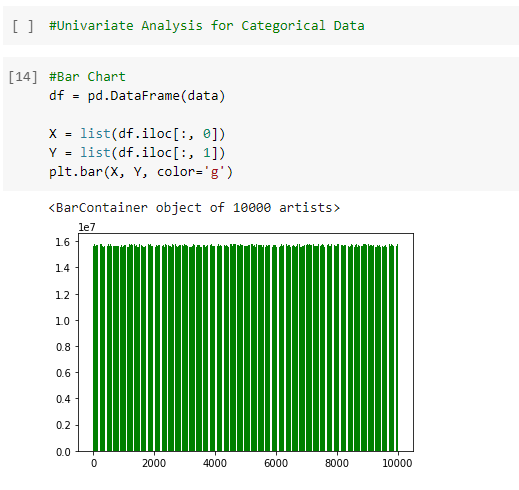 [ ] #Univariate Analysis for Categorical Data
[14] #Bar Chart
df = pd.DataFrame(data)
X = list(df.iloc[:, 0])
Y = list(df.iloc[:, 1])
plt.bar(X, Y, color='g')
<BarContainer object of 10000 artists>
1e7
1.6
1.4
1.2
1.0
0.8
0.6
0.4
0.2
0.0
0 2000 4000 6000 8000 10000